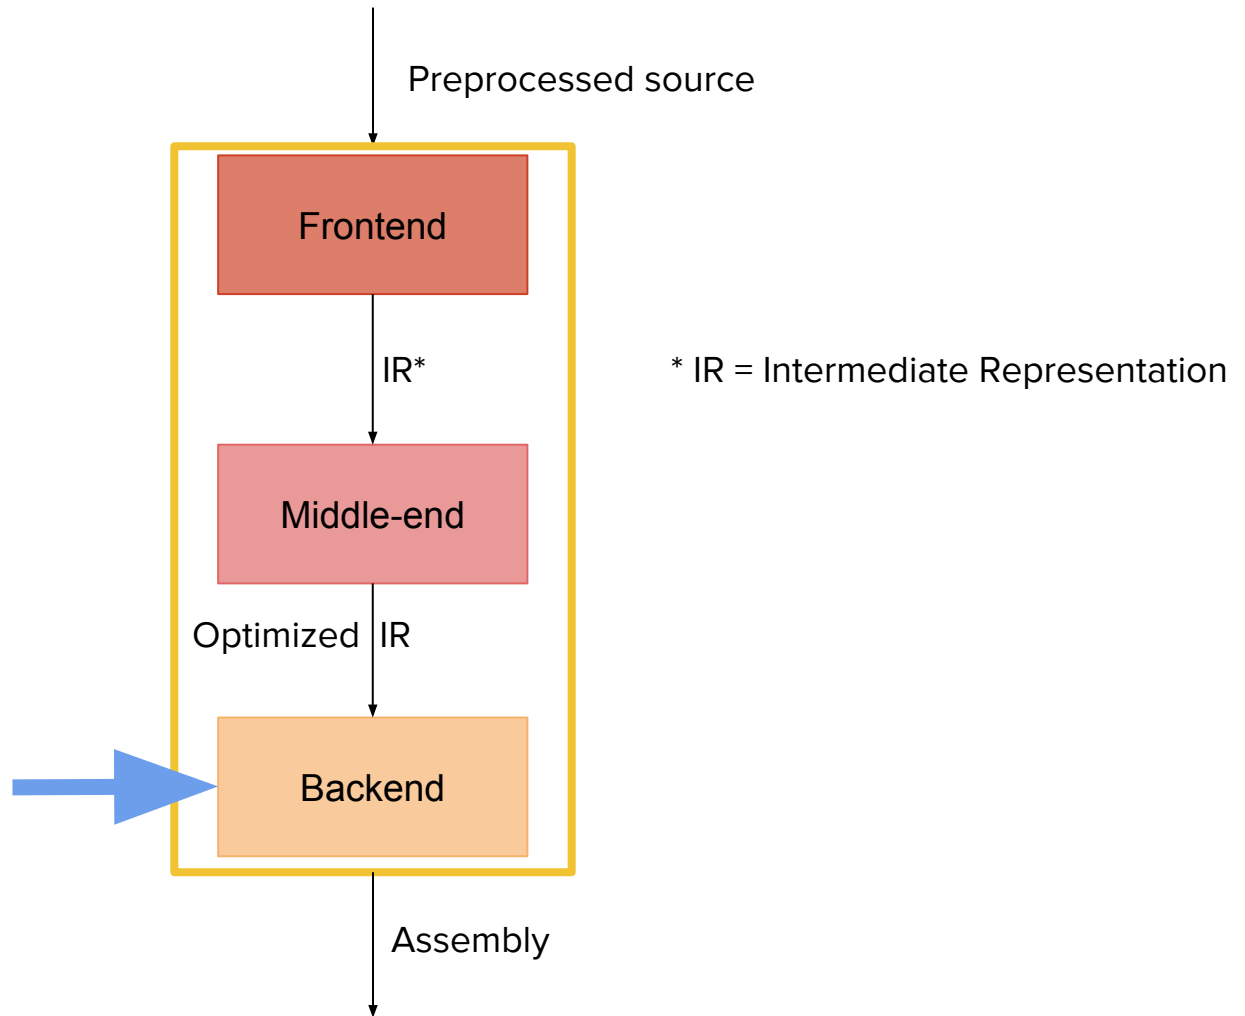 Preprocessed source
Frontend
IR*
* IR = Intermediate Representation
Middle-end
Optimized IR
Backend
Assembly